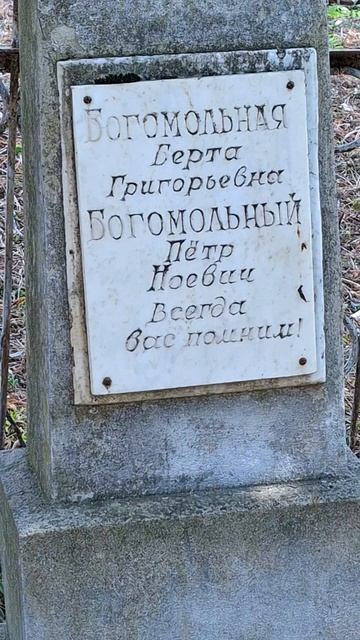 Богомольная
Берта
Григорьевна
Богомольный
Пётр
Ноевич
Всегда
вас помним!